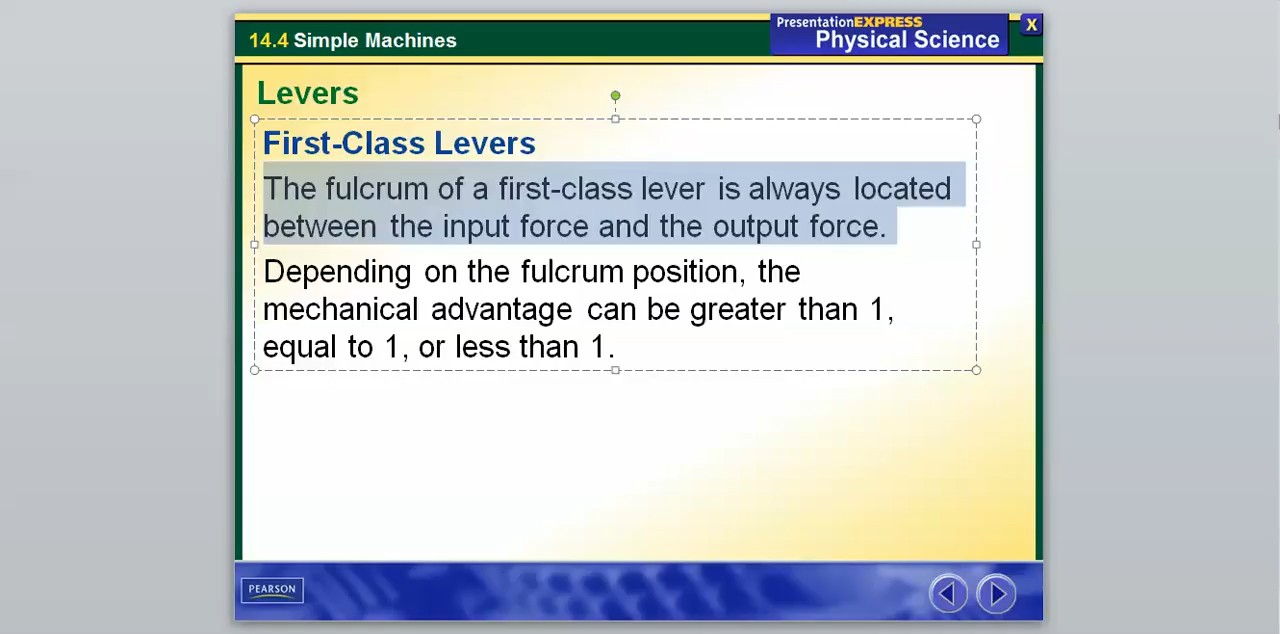 14.4 Simple Machines
PresentationEXPRESS
Physical Science
X
Levers
First-Class Levers
The fulcrum of a first-class lever is always located
between the input force and the output force.
Depending on the fulcrum position, the
mechanical advantage can be greater than 1,
equal to 1, or less than 1.
PEARSON